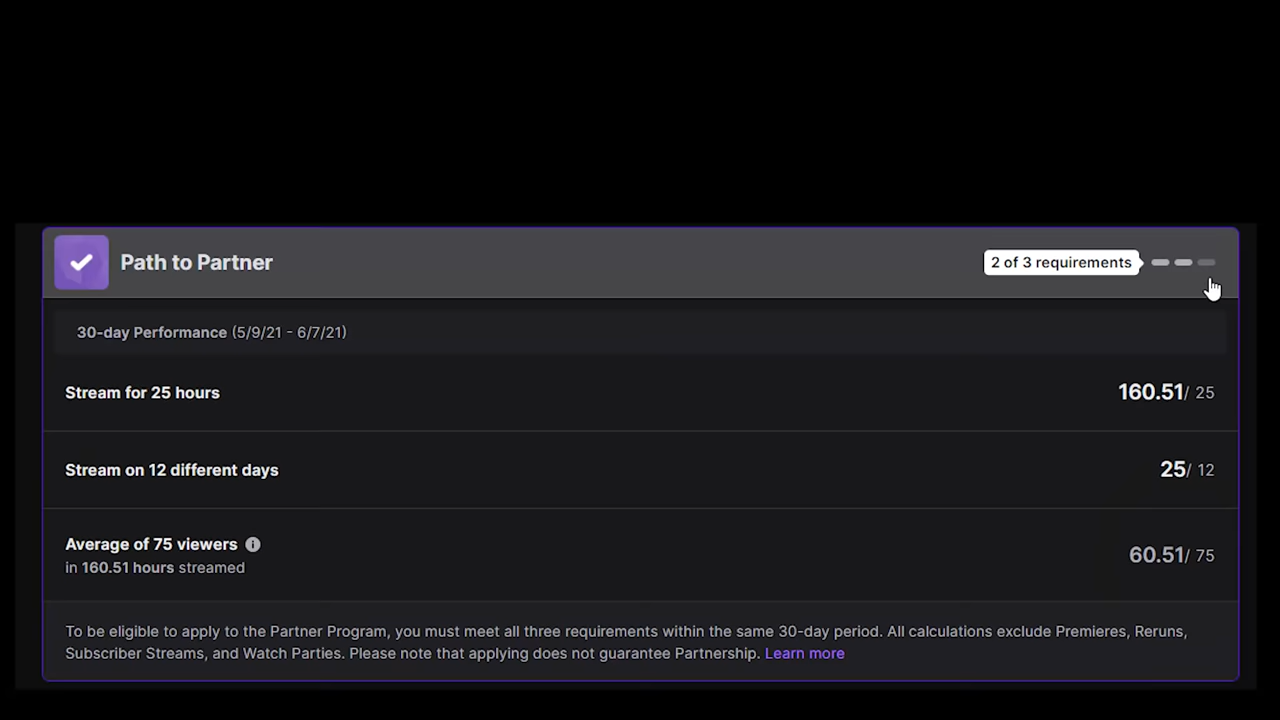 Path to Partner
2 of 3 requirements
30-day Performance (5/9/21 - 6/7/21)
Stream for 25 hours
160.51/ 25
Stream on 12 different days
25/ 12
Average of 75 viewers
in 160.51 hours streamed
60.51/ 75
To be eligible to apply to the Partner Program, you must meet all three requirements within the same 30-day period. All calculations exclude Premieres, Reruns,
Subscriber Streams, and Watch Parties. Please note that applying does not guarantee Partnership. Learn more